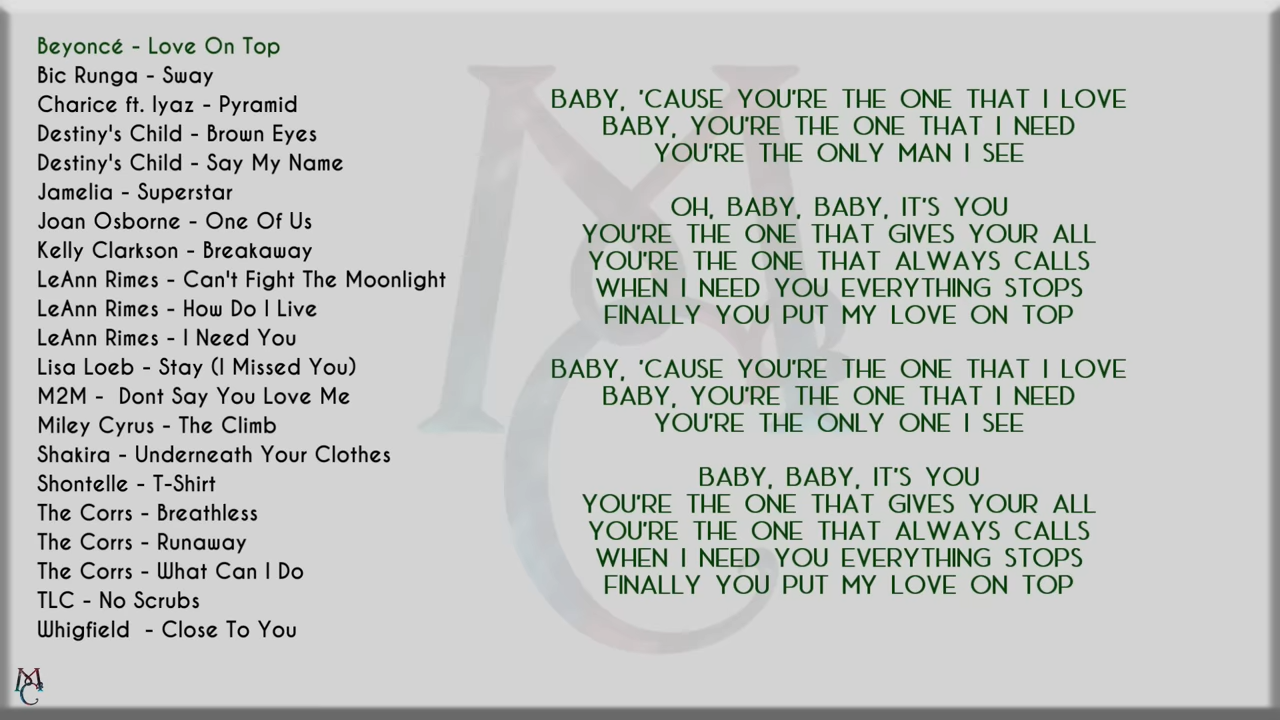 Beyoncé - Love On Top
Bic Runga - Sway
Charice ft. Iyaz - Pyramid
Destiny's Child - Brown Eyes
Destiny's Child - Say My Name
Jamelia - Superstar
Joan Osborne - One Of Us
Kelly Clarkson - Breakaway
LeAnn Rimes - Can't Fight The Moonlight
LeAnn Rimes - How Do I Live
LeAnn Rimes - I Need You
Lisa Loeb - Stay (I Missed You)
M2M -  Dont Say You Love Me
Miley Cyrus - The Climb
Shakira - Underneath Your Clothes
Shontelle - T-Shirt
The Corrs - Breathless
The Corrs - Runaway
The Corrs - What Can I Do
TLC - No Scrubs
Whigfield  - Close To You
BABY, 'CAUSE YOU'RE THE ONE THAT I LOVE
BABY, YOU'RE THE ONE THAT I NEED
YOU'RE THE ONLY MAN I SEE
OH, BABY, BABY, IT'S YOU
YOU'RE THE ONE THAT GIVES YOUR ALL
YOU'RE THE ONE THAT ALWAYS CALLS
WHEN I NEED YOU EVERYTHING STOPS
FINALLY YOU PUT MY LOVE ON TOP
BABY, 'CAUSE YOU'RE THE ONE THAT I LOVE
BABY, YOU'RE THE ONE THAT I NEED
YOU'RE THE ONLY ONE I SEE
BABY, BABY, IT'S YOU
YOU'RE THE ONE THAT GIVES YOUR ALL
YOU'RE THE ONE THAT ALWAYS CALLS
WHEN I NEED YOU EVERYTHING STOPS
FINALLY YOU PUT MY LOVE ON TOP
MC